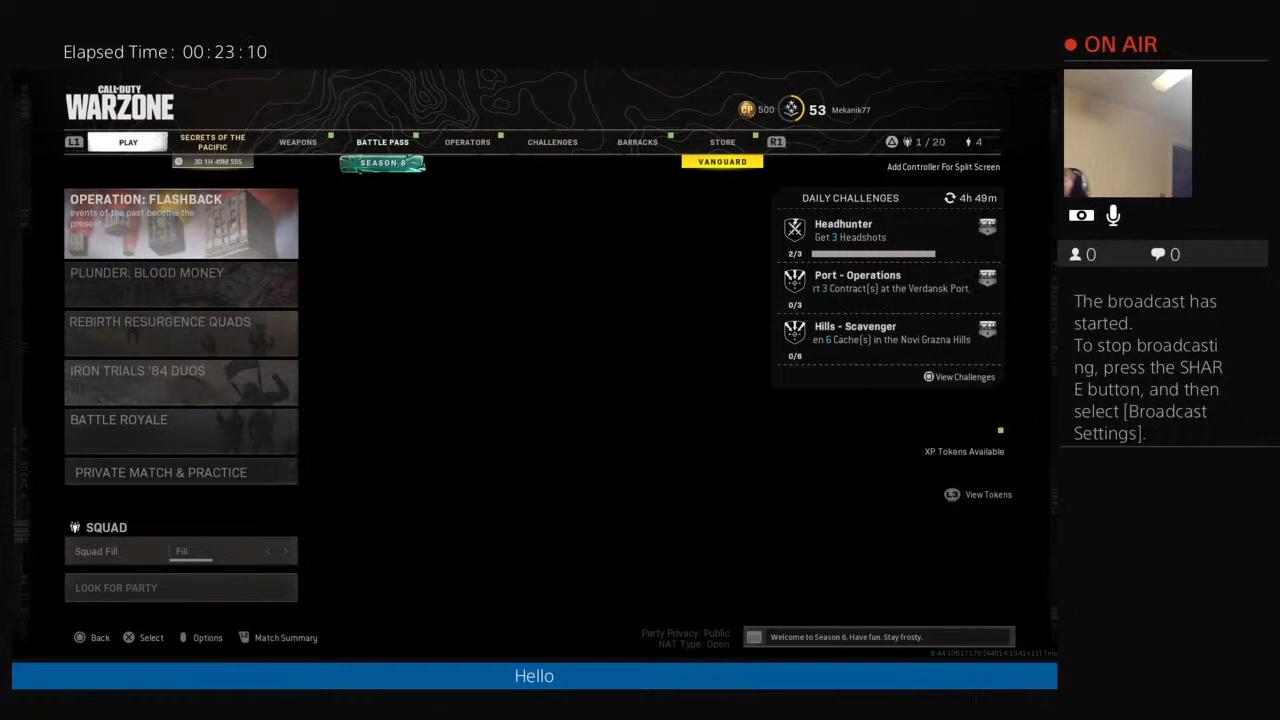 Elapsed Time: 00:23:10
ON AIR
CALL OF DUTY
WARZONE
CP 500 53 Mekanik77
L1 PLAY SECRETS OF THE PACIFIC WEAPONS BATTLE PASS OPERATORS CHALLENGES BARRACKS STORE R1 1 / 20 4
3D 1H 49M 55S SEASON 6 VANGUARD
Add Controller For Split Screen
OPERATION: FLASHBACK
events of the past become the
present
PLUNDER: BLOOD MONEY
REBIRTH RESURGENCE QUADS
IRON TRIALS '84 DUOS
BATTLE ROYALE
PRIVATE MATCH & PRACTICE
SQUAD
Squad Fill Fill
LOOK FOR PARTY
Back Select Options Match Summary
DAILY CHALLENGES 4h 49m
Headhunter
Get 3 Headshots
2/3
Port - Operations
rt 3 Contract(s) at the Verdansk Port,
0/3
Hills - Scavenger
en 6 Cache(s) in the Novi Grazna Hills
0/6
View Challenges
XP Tokens Available
L3 View Tokens
Party Privacy: Public
NAT Type: Open
Welcome to Season 6. Have fun. Stay frosty.
Hello
0 0
The broadcast has
started.
To stop broadcasti
ng, press the SHAR
E button, and then
select [Broadcast
Settings].